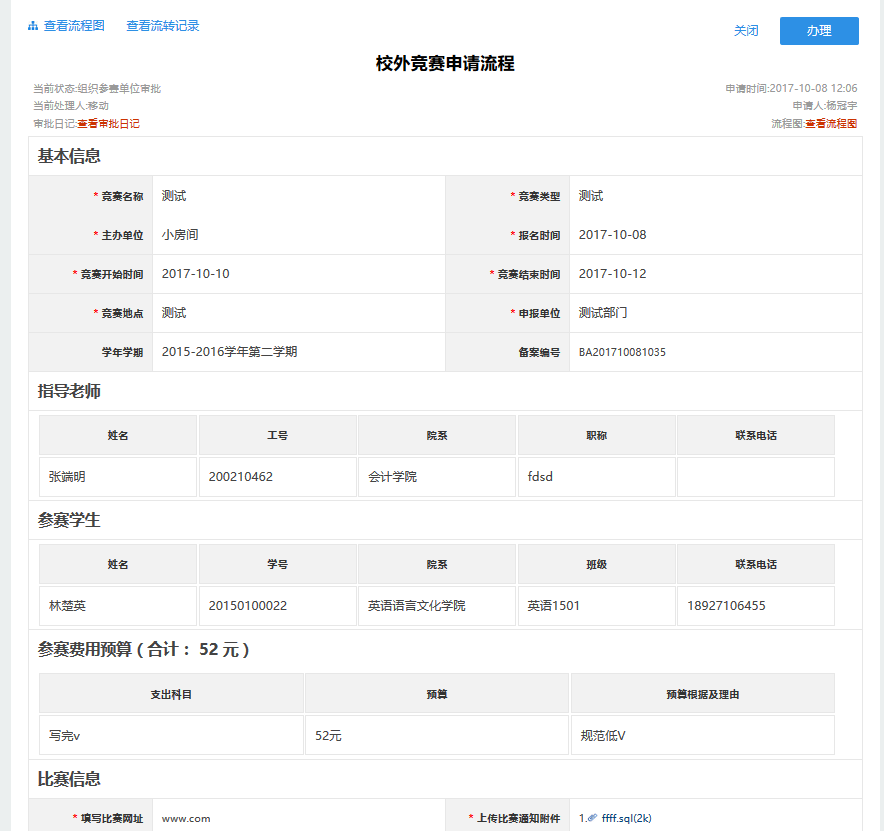 查看流程图 查看流转记录
关闭 办理
校外竞赛申请流程
当前状态:组织参赛单位审批 申请时间:2017-10-08 12:06
当前处理人:移动 申请人:杨冠宇
审批日记:查看审批日记 流程图:查看流程图
基本信息
* 竞赛名称 测试 * 竞赛类型 测试
* 主办单位 小房间 * 报名时间 2017-10-08
* 竞赛开始时间 2017-10-10 * 竞赛结束时间 2017-10-12
* 竞赛地点 测试 * 申报单位 测试部门
学年学期 2015-2016学年第二学期 备案编号 BA201710081035
指导老师
姓名 工号 院系 职称 联系电话
张端明 200210462 会计学院 fdsd
参赛学生
姓名 学号 院系 班级 联系电话
林楚英 20150100022 英语语言文化学院 英语1501 18927106455
参赛费用预算 ( 合计： 52 元 )
支出科目 预算 预算根据及理由
写完v 52元 规范低V
比赛信息
* 填写比赛网址 www.com * 上传比赛通知附件 1. ffff.sql(2k)